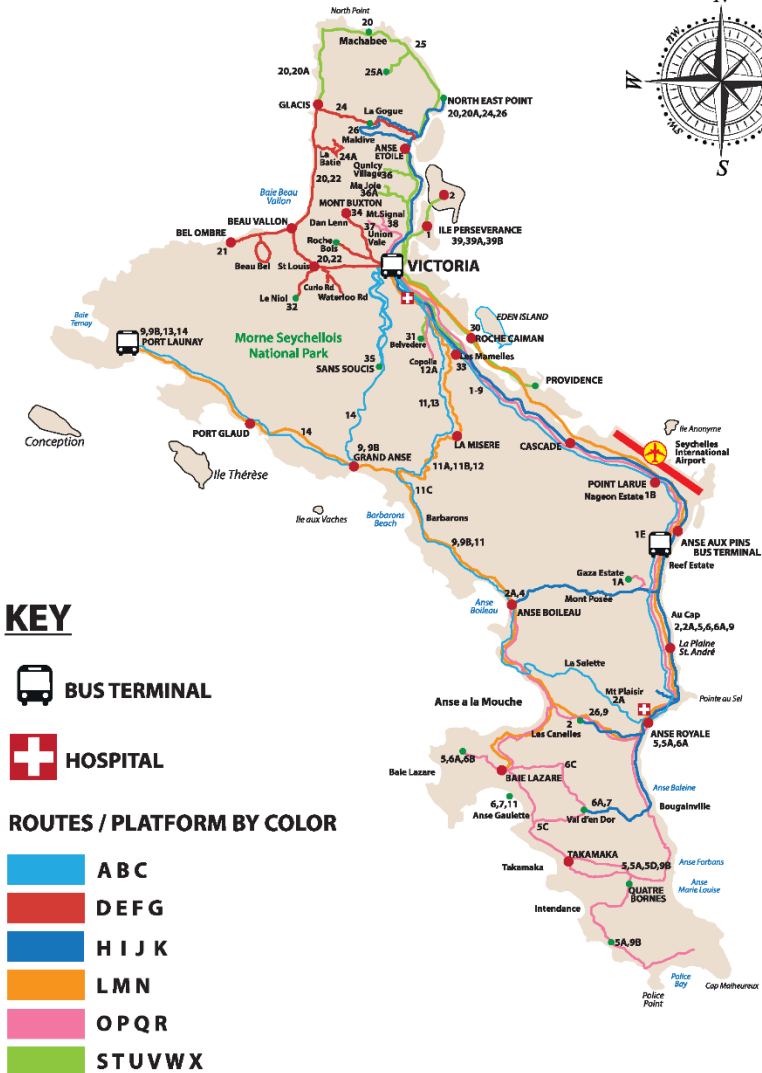 North Point
20
Machabee
25
N
20,20A
25A
NW
W
SW
S
GLACIS
24
La Gogue
NORTH EAST POINT
20,20A,24,26
26
Maklive
ANSE
ETOILE
La
Batie
24A
Qunlcy
Village
36
20,22
Ma Joie
36A
2
Baie Beau
Vallon
MONT BUXTON
34
Mt.Signal
38
Dan Lenn
37
Union
Vale
1
ILE PERSEVERANCE
39,39A,39B
BEL OMBRE
BEAU VALLON
21
Roche
Bois
20,22
Beau Bel
St Louis
VICTORIA
Curio Rd
Waterloo Rd
Le Niol
32
Baie
Ternay
9,9B,13,14
PORT LAUNAY
Morne Seychellois
National Park
EDEN ISLAND
30
ROCHE CAIMAN
31
Belvedere
Les Mamelles
33
Copolia
12A
35
SANS SOUCIS
1-9
PROVIDENCE
11,13
14
PORT GLAUD
14
Conception
Ile Thérèse
9, 9B
GRAND ANSE
LA MISERE
11A,11B,12
CASCADE
Ile Anonyme
Seychelles
International
Airport
11C
POINT LARUE
Nageon Estate
1B
Ile aux Vaches
Barbarons
Beach
Barbarons
9,9B,11
1E
ANSE AUX PINS
BUS TERMINAL
Reef Estate
Gaza Estate
1A
Mont Posée
Anse
Boileau
2A,4
ANSE BOILEAU
Au Cap
2,2A,5,6,6A,9
La Plaine
St. André
La Salette
Mt Plaisir
2A
Pointe au Sel
Anse a la Mouche
26,9
2
Les Canelles
ANSE ROYALE
5,5A,6A
5,6A,6B
Baie Lazare
BAIE LAZARE
6C
Anse Baleine
Bougainville
6,7,11
Anse Gaulette
6A,7
Val d'en Dor
5C
TAKAMAKA
Takamaka
5,5A,5D,9B
Anse Forbans
Anse
Marie Louise
QUATRE
BORNES
Intendance
5A,9B
Police
Bay
Police
Point
Cap Malheureux
KEY
BUS TERMINAL
HOSPITAL
ROUTES / PLATFORM BY COLOR
A B C
D E F G
H I J K
L M N
O P Q R
S T U V W X